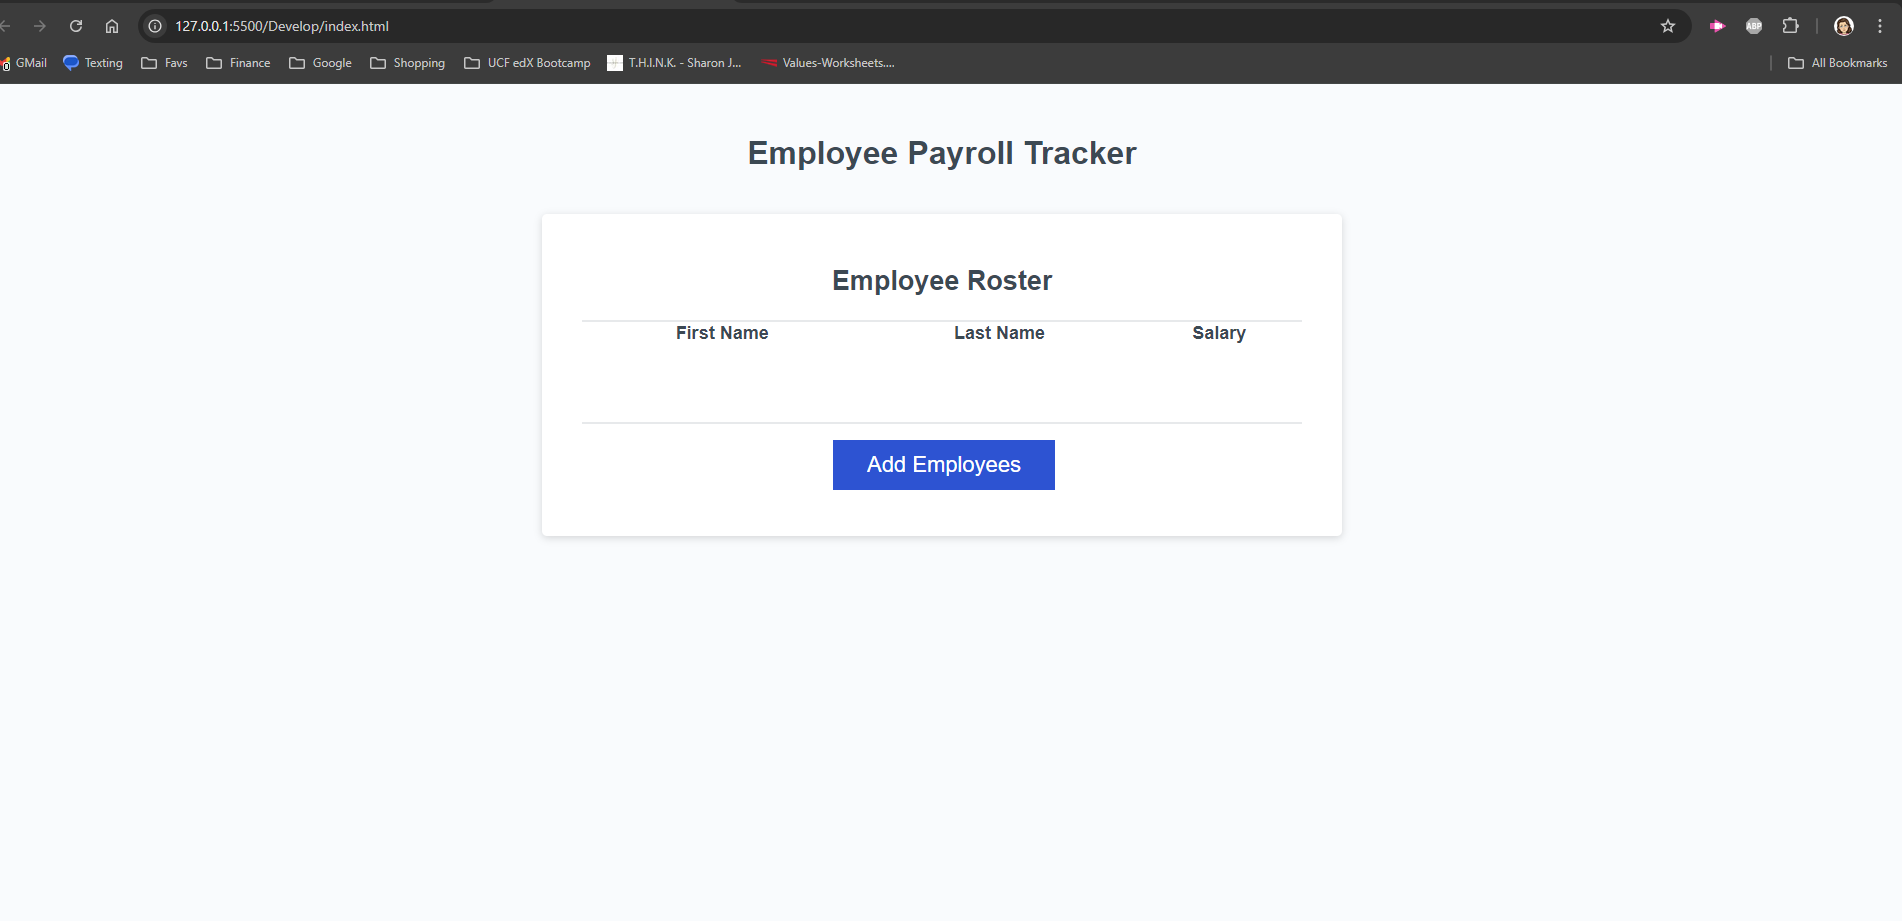 127.0.0.1:5500/Develop/index.html
ABP
GMail Texting Favs Finance Google Shopping UCF edX Bootcamp T.H.I.N.K. - Sharon J... Values-Worksheets.... All Bookmarks
Employee Payroll Tracker
Employee Roster
First Name Last Name Salary
Add Employees